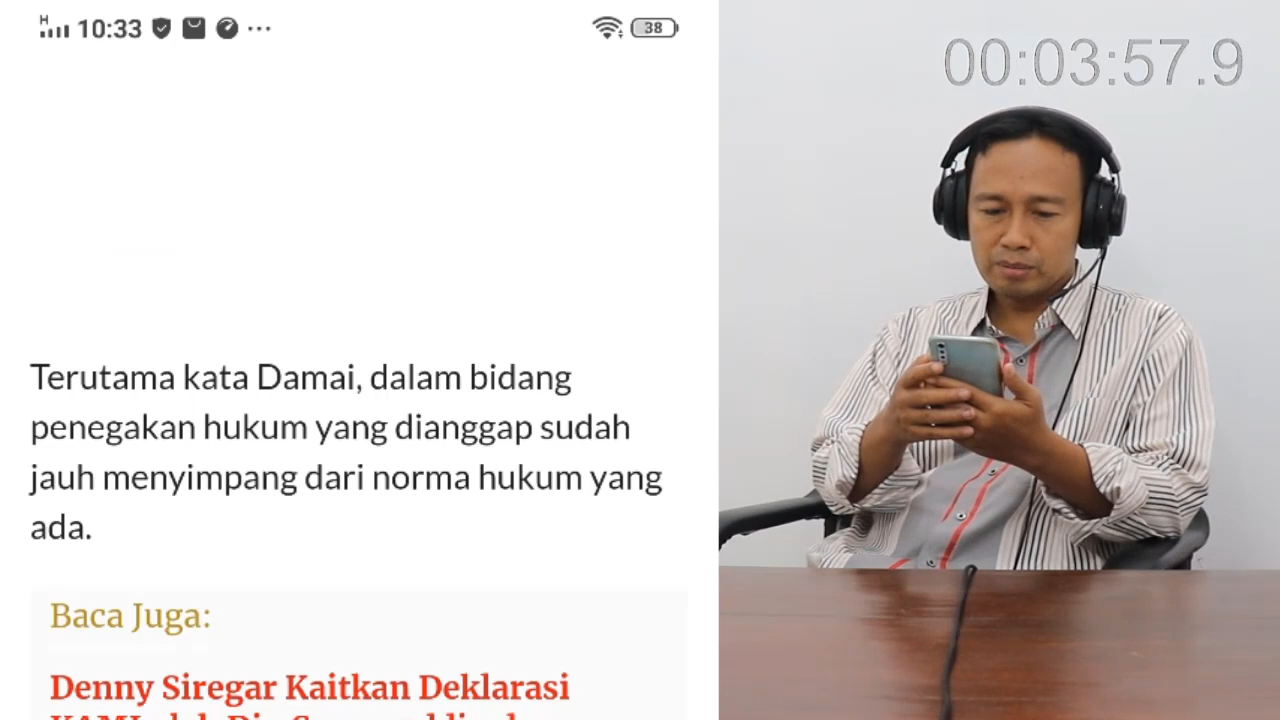 H
10:33
38
00:03:57.9
Terutama kata Damai, dalam bidang
penegakan hukum yang dianggap sudah
jauh menyimpang dari norma hukum yang
ada.
Baca Juga:
Denny Siregar Kaitkan Deklarasi